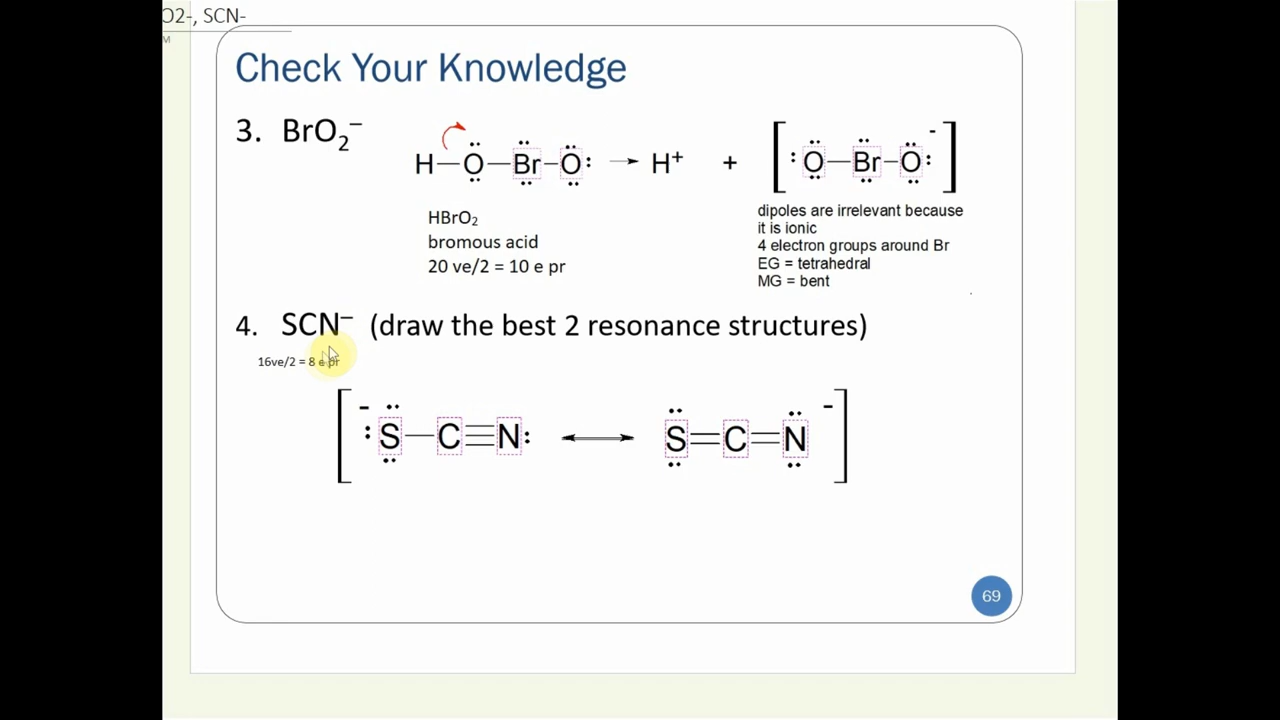 O2-, SCN-
M
Check Your Knowledge
3. BrO₂⁻
H—O—Br—O: → H⁺ + [:O—Br—O:]⁻
HBrO₂
bromous acid
20 ve/2 = 10 e pr
dipoles are irrelevant because
it is ionic
4 electron groups around Br
EG = tetrahedral
MG = bent
4. SCN⁻ (draw the best 2 resonance structures)
16ve/2 = 8 e pr
[⁻:S—C≡N: ↔ S=C=N⁻]
69